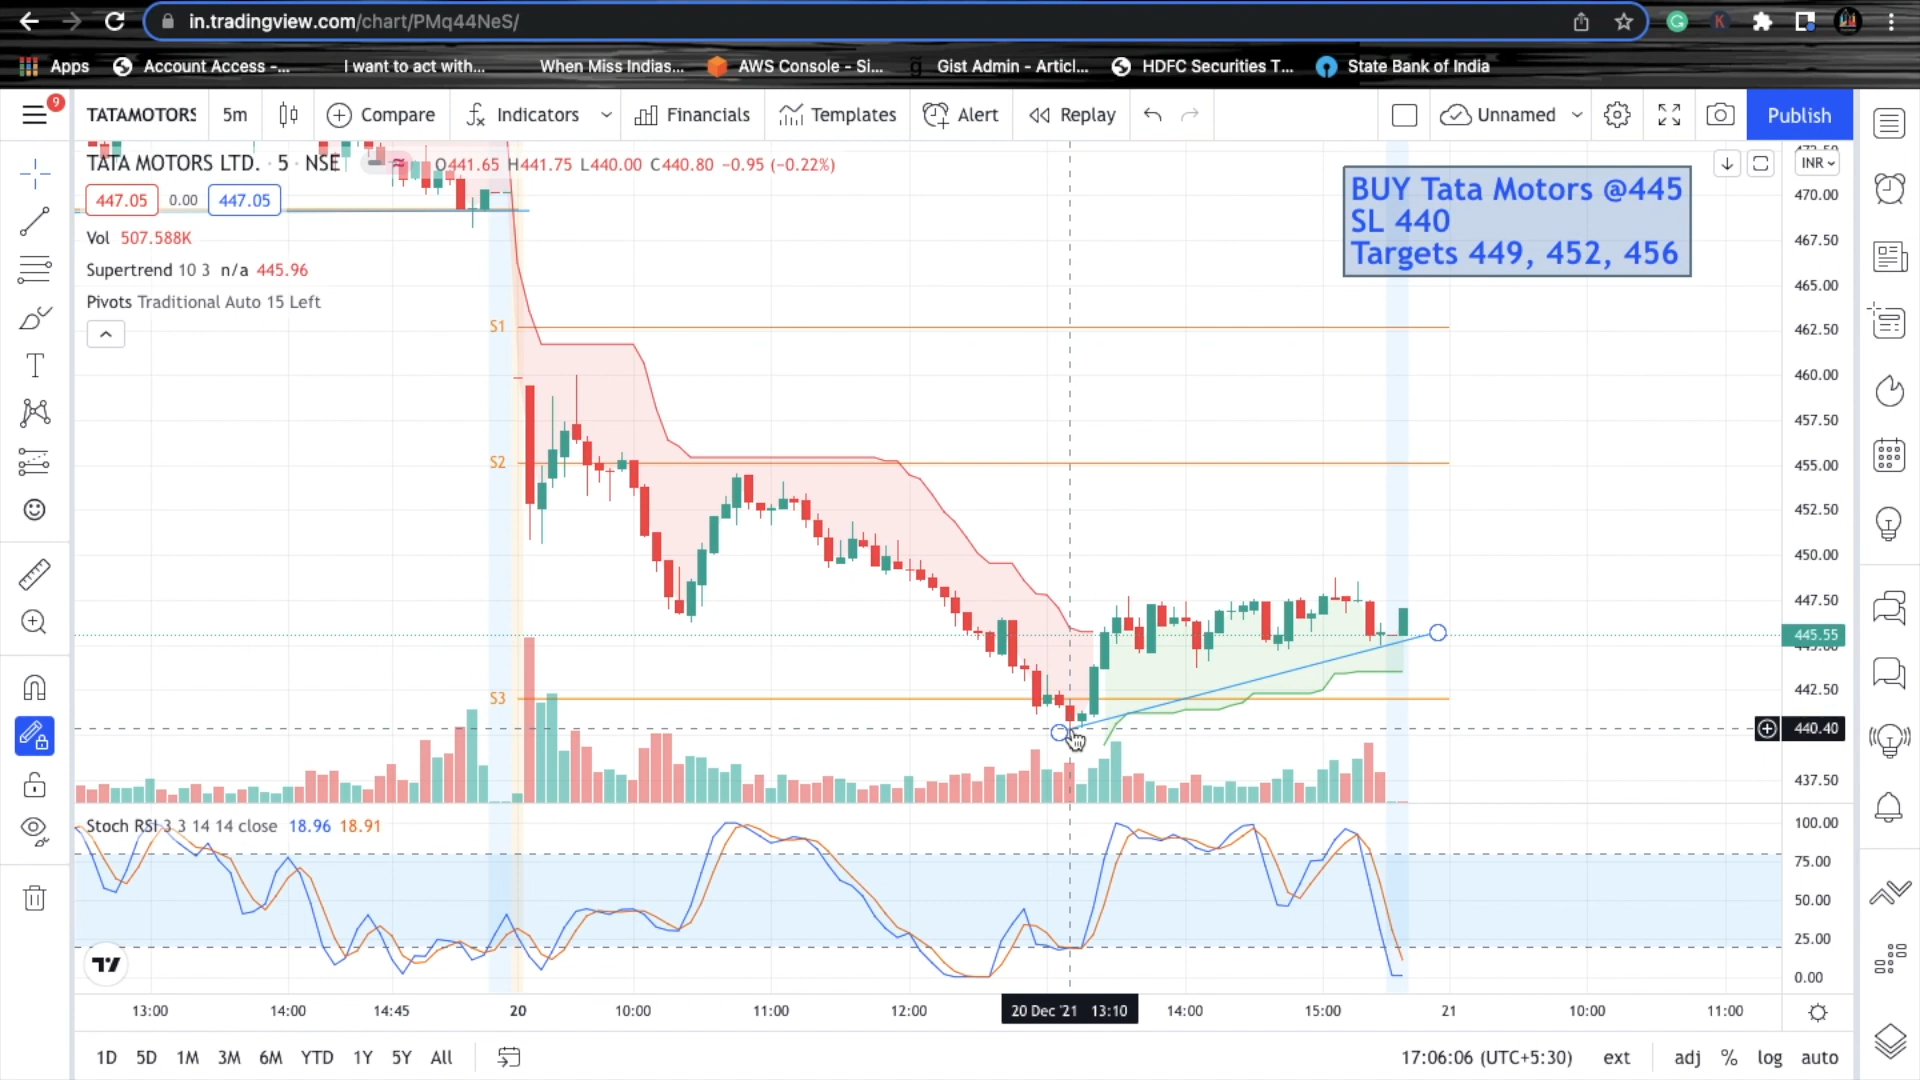 in.tradingview.com/chart/PMq44NeS/
Apps Account Access -... I want to act with... When Miss Indias... AWS Console - Si... Gist Admin - Articl... HDFC Securities T... State Bank of India
9 TATAMOTORS 5m Compare Indicators Financials Templates Alert Replay Unnamed Publish
TATA MOTORS LTD. · 5 · NSE O441.65 H441.75 L440.00 C440.80 −0.95 (−0.22%)
INR
447.05 0.00 447.05
Vol 507.588K
Supertrend 10 3 n/a 445.96
Pivots Traditional Auto 15 Left
BUY Tata Motors @445
SL 440
Targets 449, 452, 456
S1
S2
S3
470.00
467.50
465.00
462.50
460.00
457.50
455.00
452.50
450.00
447.50
445.55
442.50
440.40
437.50
Stoch RSI 3 3 14 14 close 18.96 18.91
100.00
75.00
50.00
25.00
0.00
13:00 14:00 14:45 20 10:00 11:00 12:00 20 Dec '21 13:10 14:00 15:00 21 10:00 11:00
1D 5D 1M 3M 6M YTD 1Y 5Y All 17:06:06 (UTC+5:30) ext adj % log auto